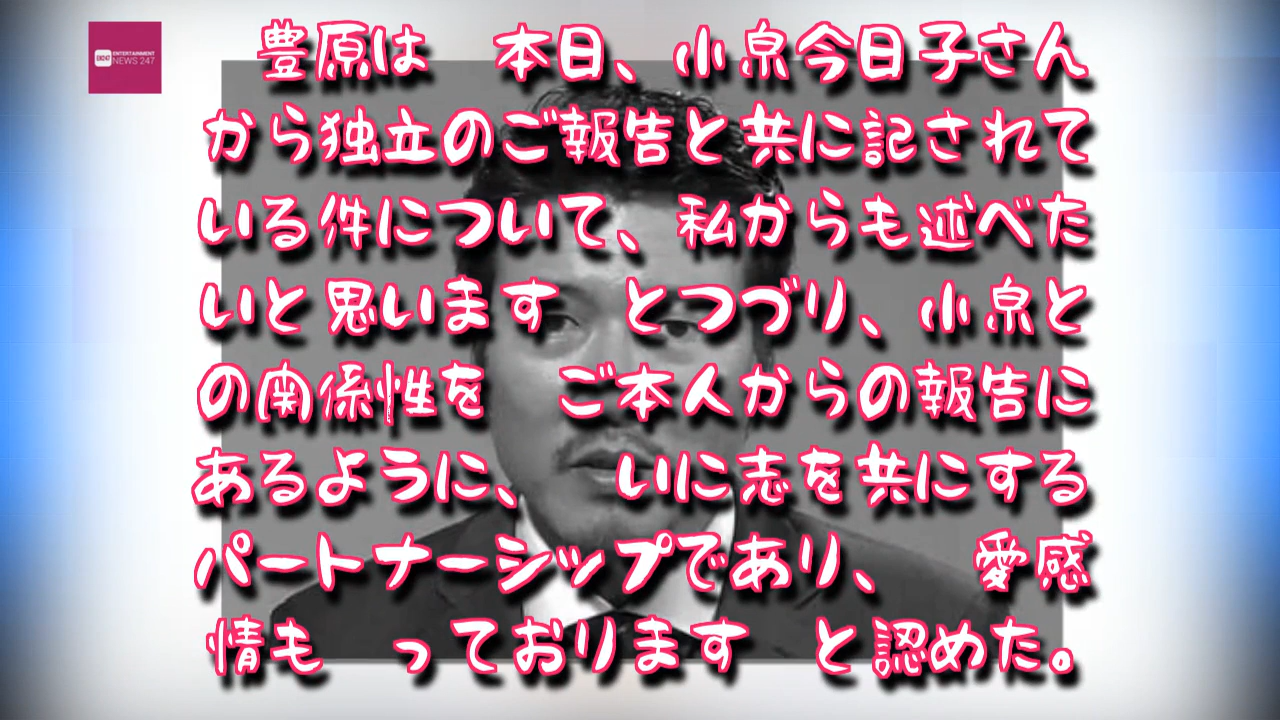 ENTERTAINMENT
NEWS 247
豊原は　本日、小泉今日子さん
から独立のご報告と共に記されて
いる件について、私からも述べた
いと思います　とつづり、小泉と
の関係性を　ご本人からの報告に
あるように、　いに志を共にする
パートナーシップであり、　愛感
情も　っております　と認めた。